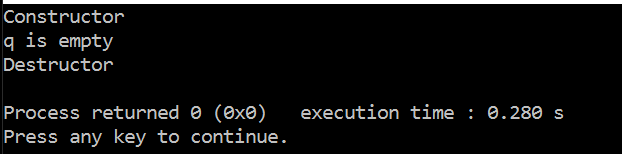 Constructor
q is empty
Destructor
Process returned 0 (0x0)   execution time : 0.280 s
Press any key to continue.